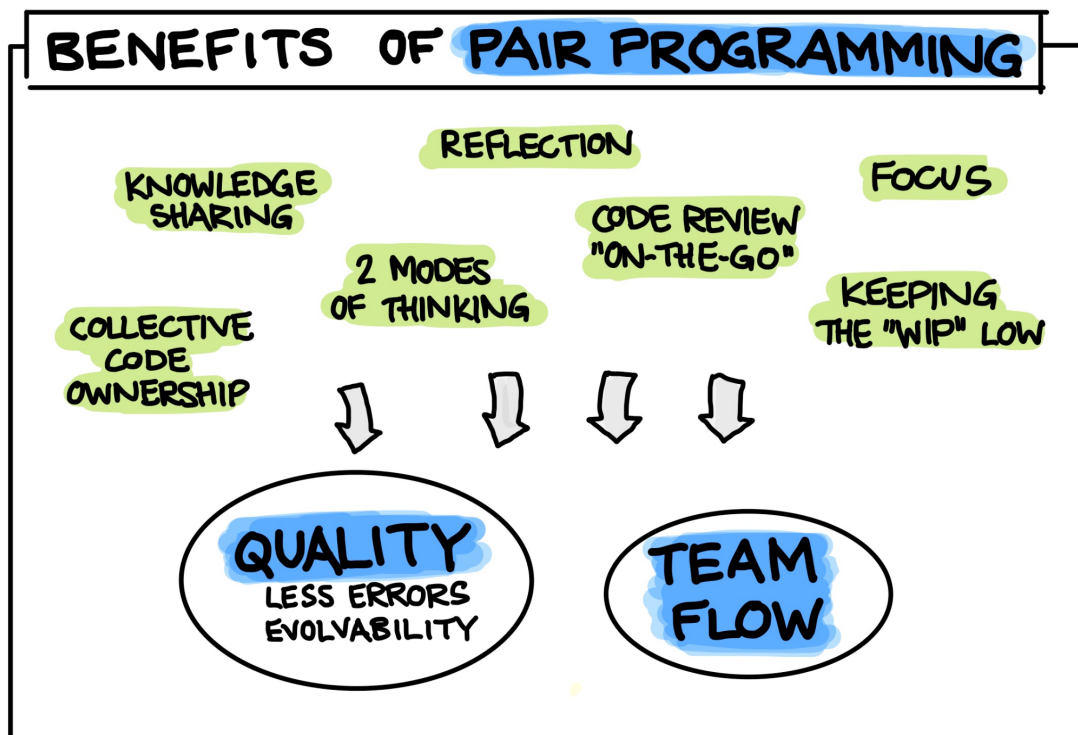 BENEFITS OF PAIR PROGRAMMING
REFLECTION
KNOWLEDGE
SHARING
FOCUS
CODE REVIEW
"ON-THE-GO"
2 MODES
OF THINKING
KEEPING
THE "WIP" LOW
COLLECTIVE
CODE
OWNERSHIP
QUALITY
LESS ERRORS
EVOLVABILITY
TEAM
FLOW